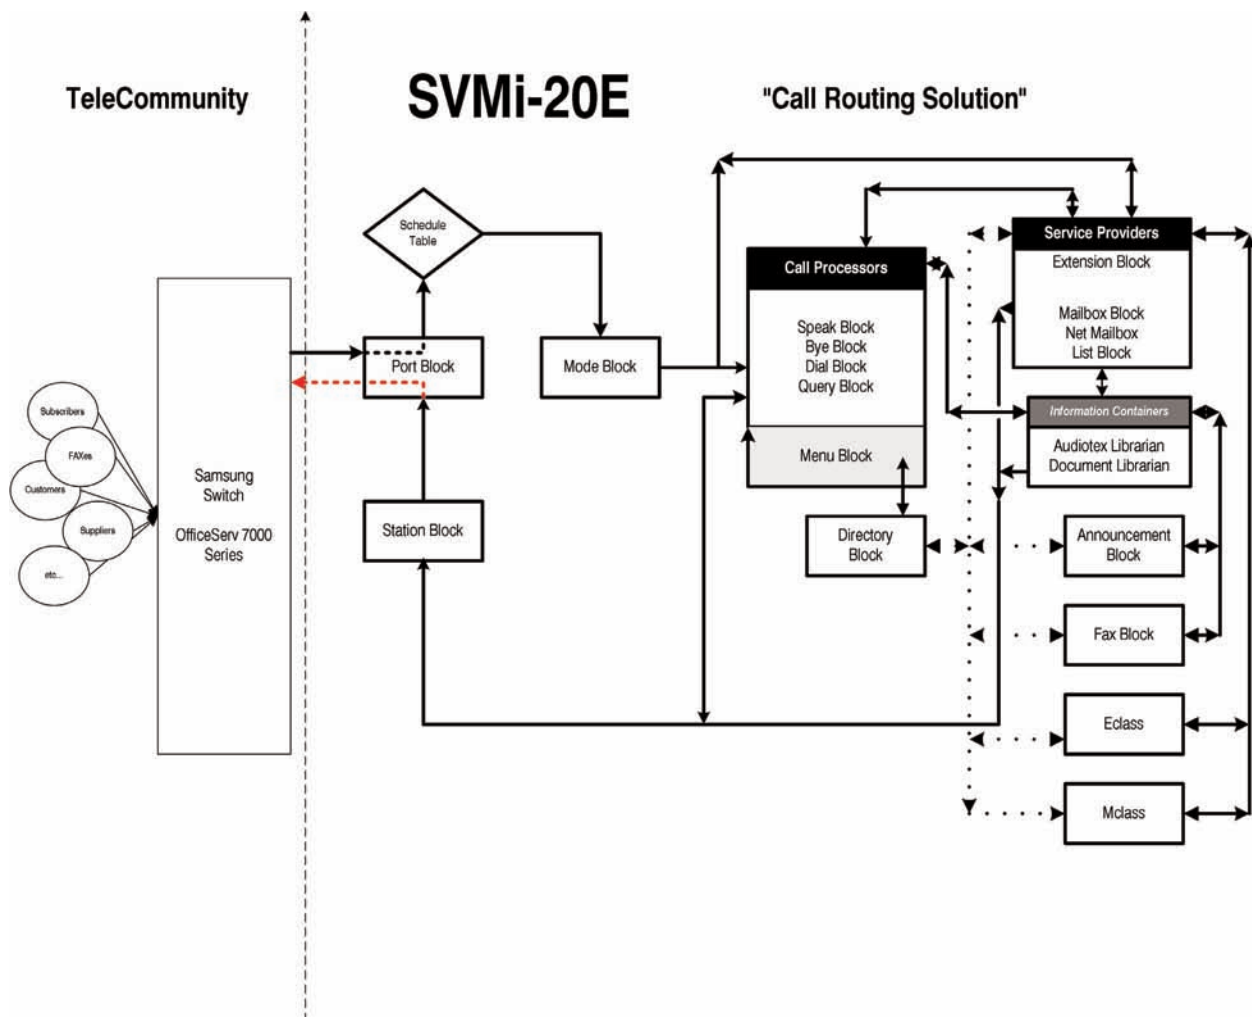 TeleCommunity
SVMi-20E
"Call Routing Solution"
Schedule
Table
Port Block
Mode Block
Station Block
Subscribers
FAXes
Customers
Suppliers
etc...
Samsung
Switch
OfficeServ 7000
Series
Call Processors
Speak Block
Bye Block
Dial Block
Query Block
Menu Block
Directory
Block
Service Providers
Extension Block
Mailbox Block
Net Mailbox
List Block
Information Containers
Audiotex Librarian
Document Librarian
Announcement
Block
Fax Block
Eclass
Mclass